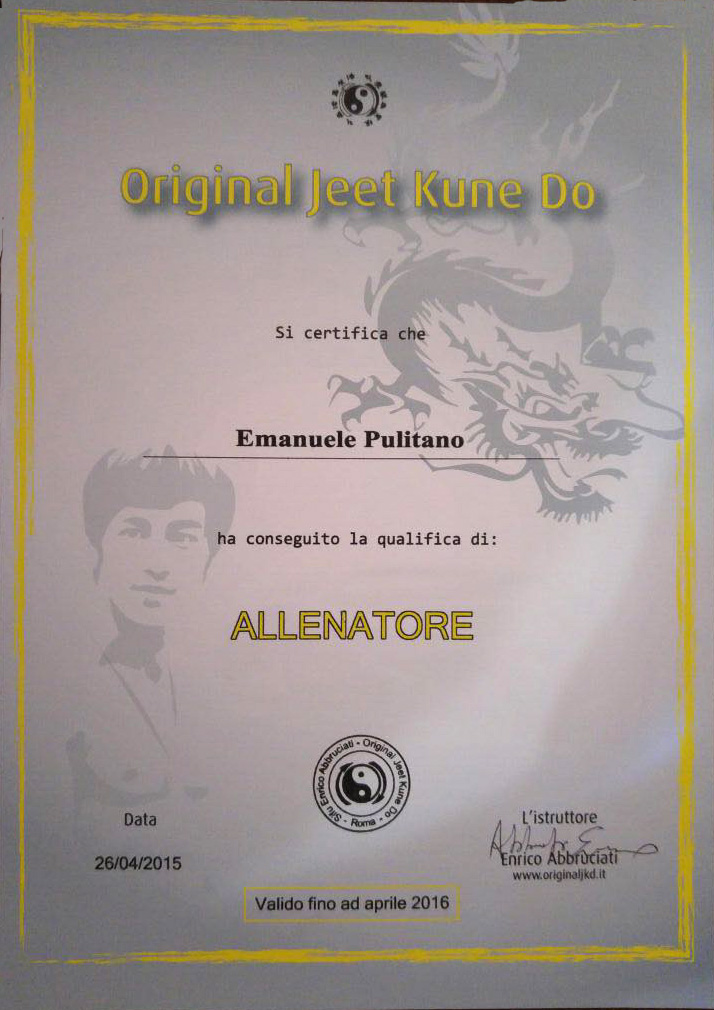 Original Jeet Kune Do
Si certifica che
Emanuele Pulitano
ha conseguito la qualifica di:
ALLENATORE
Sifu Enrico Abbruciati - Original Jeet Kune Do
- Roma -
Data
26/04/2015
L'istruttore
Enrico Abbruciati
www.originaljkd.it
Valido fino ad aprile 2016